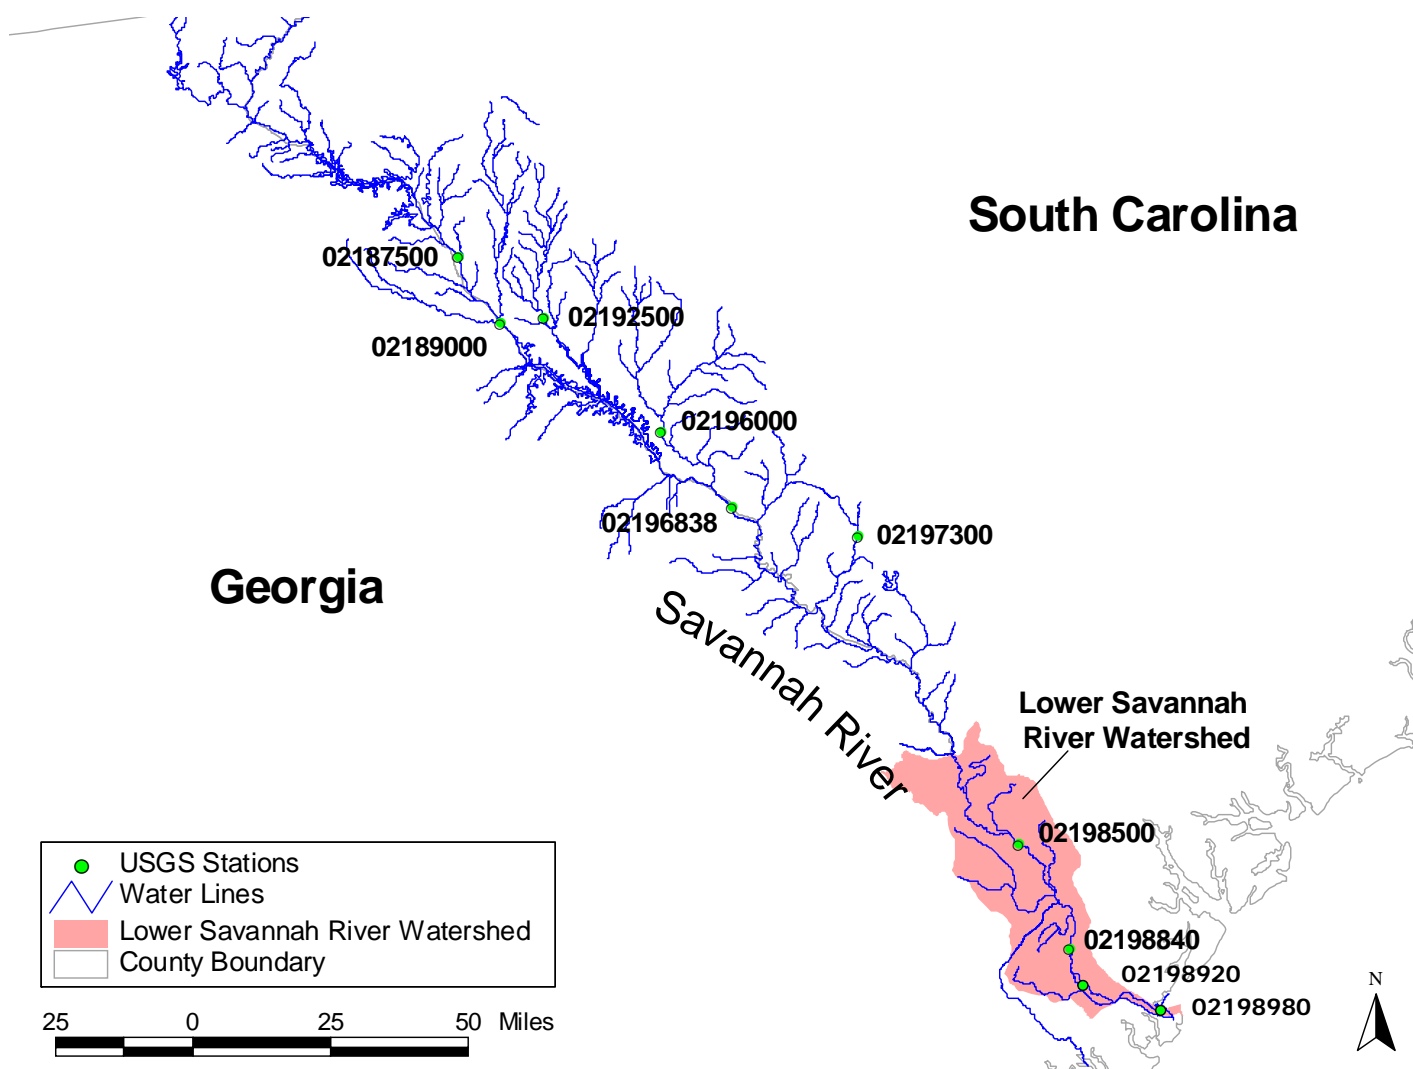 South Carolina
02187500
02192500
02189000
02196000
02196838
02197300
Georgia
Savannah River
Lower Savannah
River Watershed
02198500
USGS Stations
Water Lines
Lower Savannah River Watershed
County Boundary
02198840
02198920
02198980
N
25 0 25 50 Miles